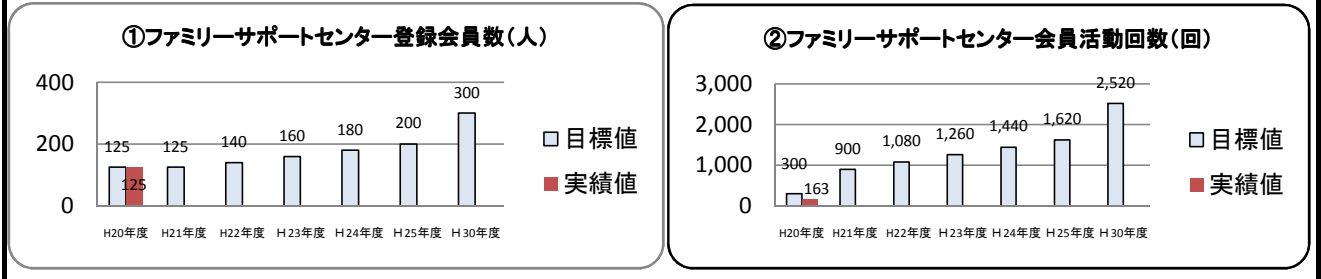 ①ファミリーサポートセンター登録会員数(人)
400
200
0
125
125
125
140
160
180
200
300
H20年度 H21年度 H22年度 H23年度 H24年度 H25年度 H30年度
目標値
実績値
②ファミリーサポートセンター会員活動回数(回)
3,000
2,000
1,000
0
300
163
900
1,080
1,260
1,440
1,620
2,520
H20年度 H21年度 H22年度 H23年度 H24年度 H25年度 H30年度
目標値
実績値